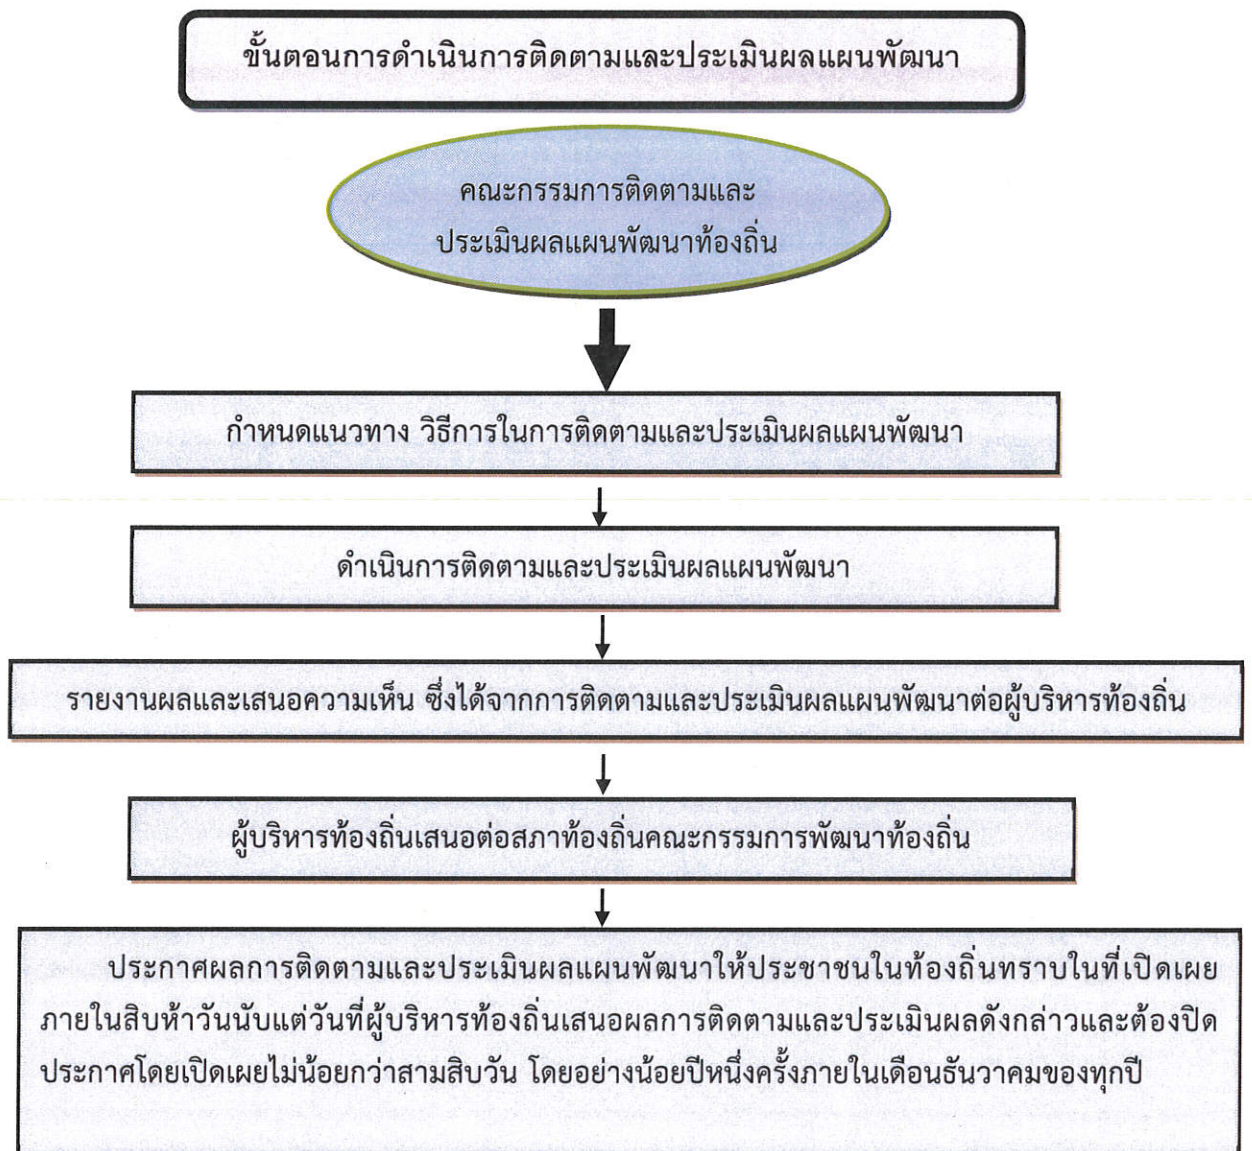 ขั้นตอนการดำเนินการติดตามและประเมินผลแผนพัฒนา
คณะกรรมการติดตามและ
ประเมินผลแผนพัฒนาท้องถิ่น
กำหนดแนวทาง วิธีการในการติดตามและประเมินผลแผนพัฒนา
ดำเนินการติดตามและประเมินผลแผนพัฒนา
รายงานผลและเสนอความเห็น ซึ่งได้จากการติดตามและประเมินผลแผนพัฒนาต่อผู้บริหารท้องถิ่น
ผู้บริหารท้องถิ่นเสนอต่อสภาท้องถิ่นคณะกรรมการพัฒนาท้องถิ่น
ประกาศผลการติดตามและประเมินผลแผนพัฒนาให้ประชาชนในท้องถิ่นทราบในที่เปิดเผย
ภายในสิบห้าวันนับแต่วันที่ผู้บริหารท้องถิ่นเสนอผลการติดตามและประเมินผลดังกล่าวและต้องปิด
ประกาศโดยเปิดเผยไม่น้อยกว่าสามสิบวัน โดยอย่างน้อยปีหนึ่งครั้งภายในเดือนธันวาคมของทุกปี